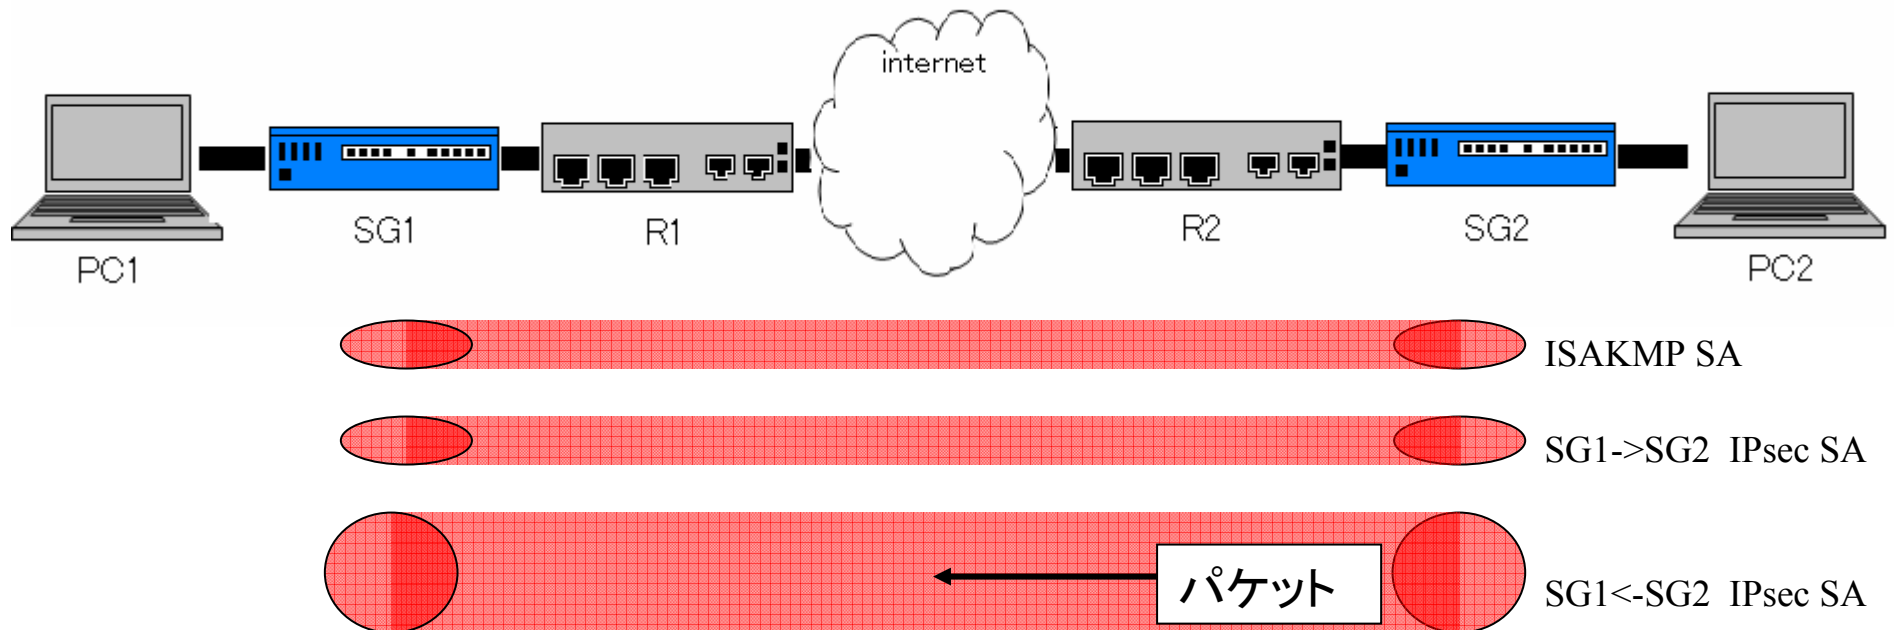 internet
SG1
R1
R2
SG2
PC1
PC2
ISAKMP SA
SG1->SG2 IPsec SA
パケット
SG1<-SG2 IPsec SA